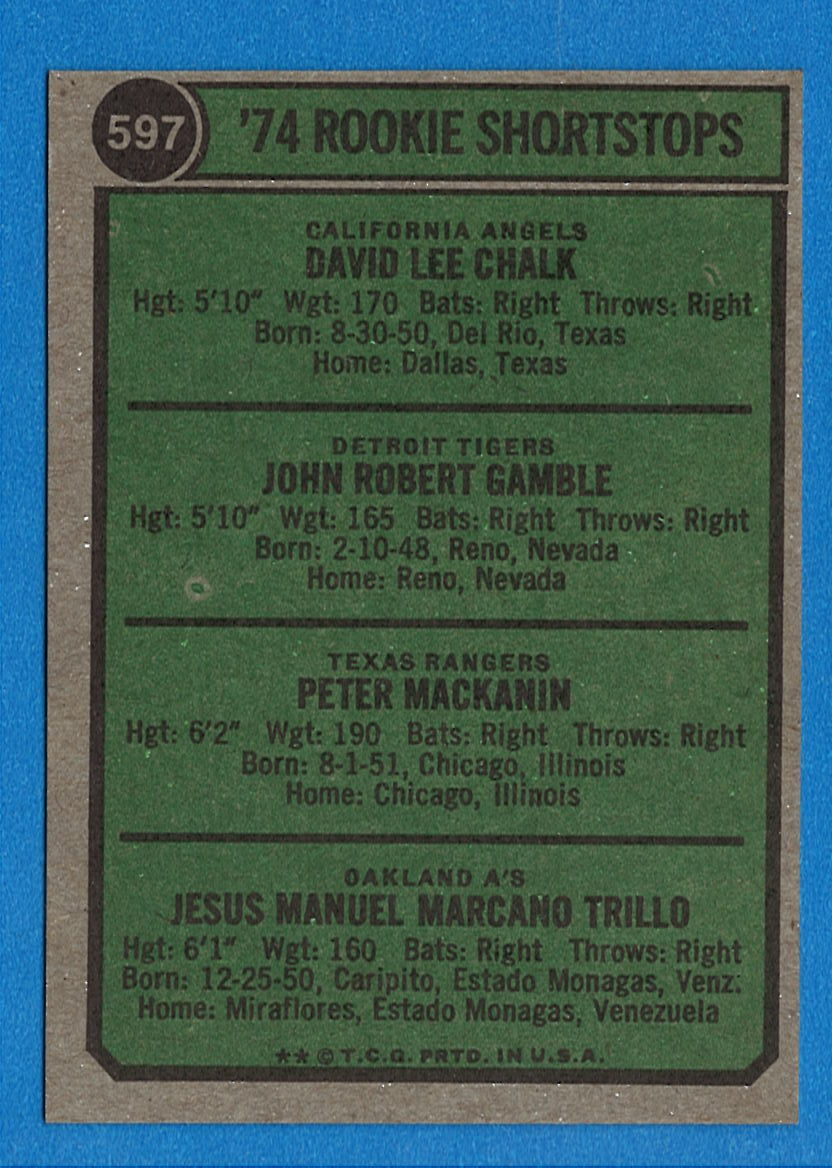 597
'74 ROOKIE SHORTSTOPS
CALIFORNIA ANGELS
DAVID LEE CHALK
Hgt: 5'10" Wgt: 170 Bats: Right Throws: Right
Born: 8-30-50, Del Rio, Texas
Home: Dallas, Texas
DETROIT TIGERS
JOHN ROBERT GAMBLE
Hgt: 5'10" Wgt: 165 Bats: Right Throws: Right
Born: 2-10-48, Reno, Nevada
Home: Reno, Nevada
TEXAS RANGERS
PETER MACKANIN
Hgt: 6'2" Wgt: 190 Bats: Right Throws: Right
Born: 8-1-51, Chicago, Illinois
Home: Chicago, Illinois
OAKLAND A'S
JESUS MANUEL MARCANO TRILLO
Hgt: 6'1" Wgt: 160 Bats: Right Throws: Right
Born: 12-25-50, Caripito, Estado Monagas, Venz.
Home: Miraflores, Estado Monagas, Venezuela
** © T.C.G. PRTD. IN U.S.A.